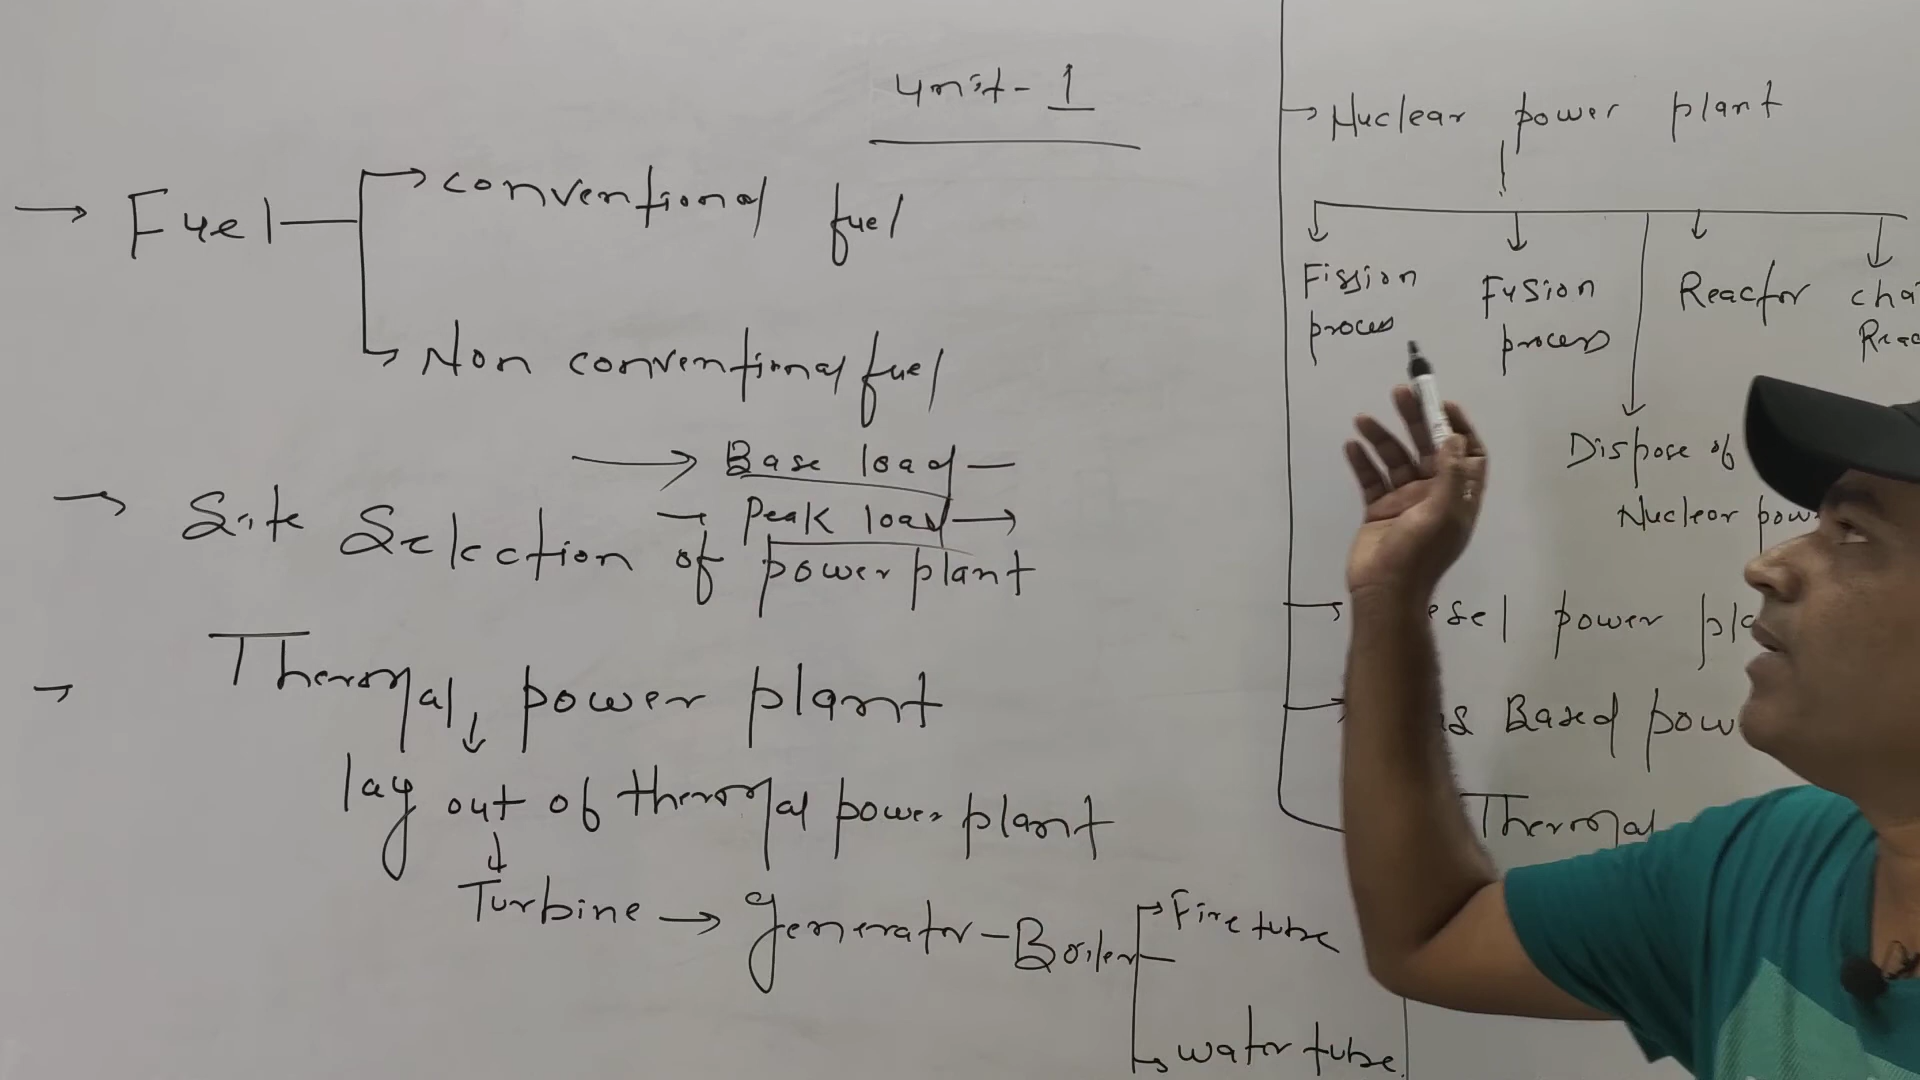 Unit-1
Fuel
conventional fuel
Non conventional fuel
Base load
Peak load
Site Selection of power plant
Thermal power plant
lay out of thermal power plant
Turbine → generator - Boiler
Fire tube
water tube
Nuclear power plant
Fission process
Fusion process
Reactor
Dispose of
Nuclear
power plant
Based
Thermal